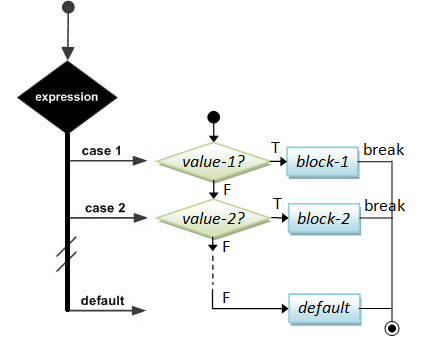 expression
case 1
value-1?
T
block-1
break
F
case 2
value-2?
T
block-2
break
F
default
F
default